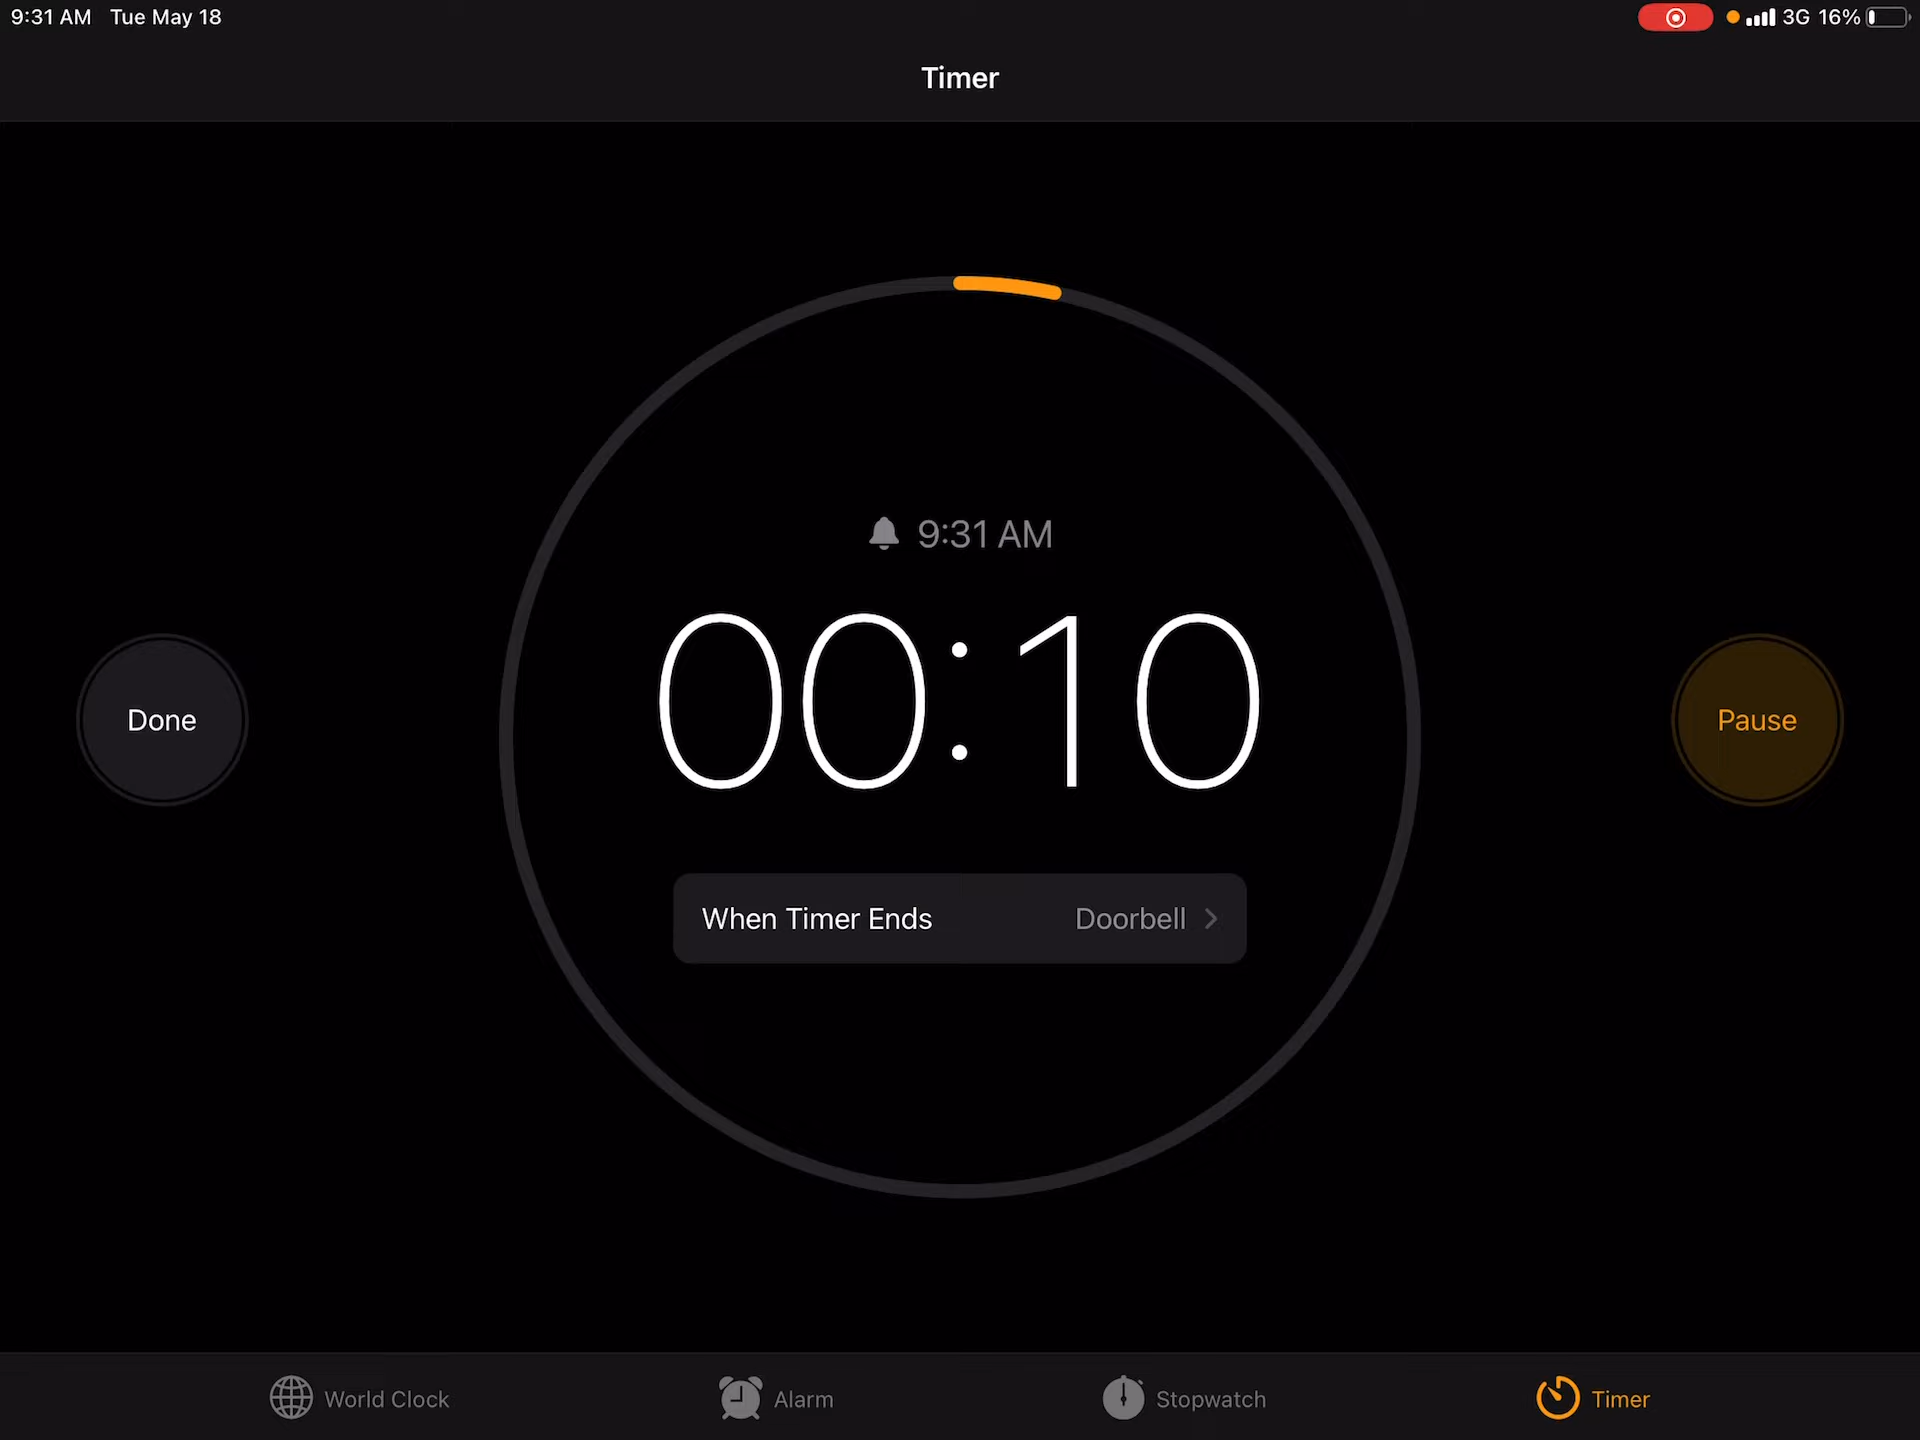 9:31 AM Tue May 18
3G 16%
Timer
9:31 AM
00:10
Done
Pause
When Timer Ends Doorbell
World Clock Alarm Stopwatch Timer